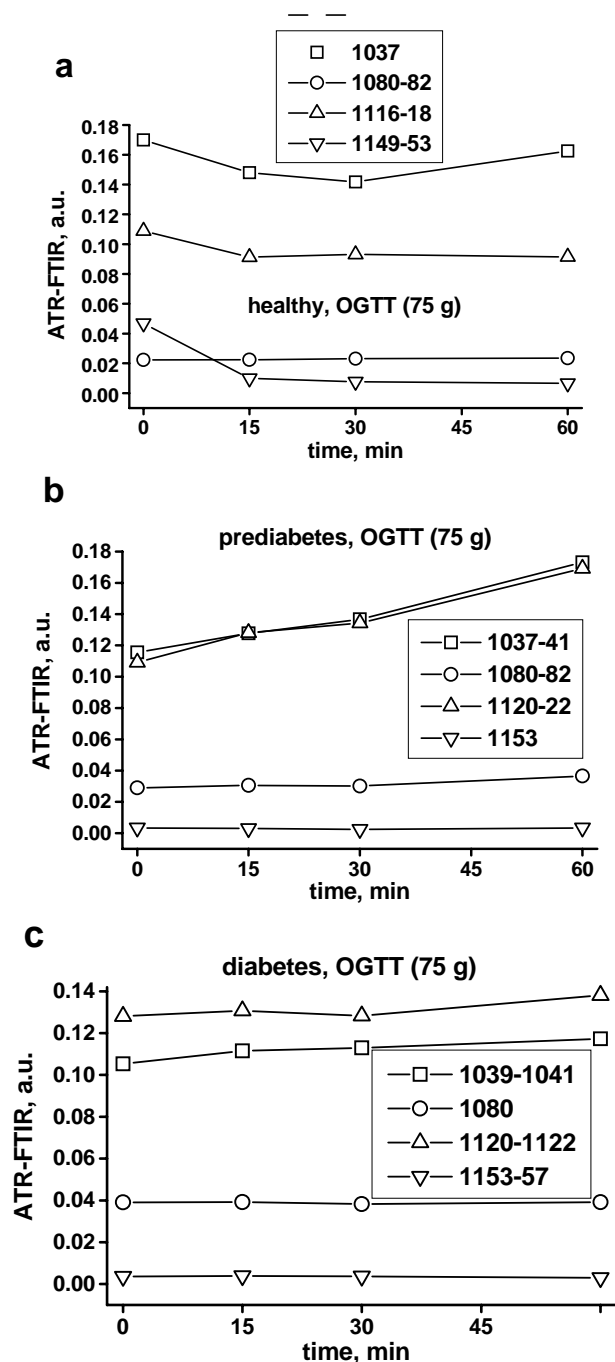 a
1037
1080-82
1116-18
1149-53
0.18
0.16
0.14
0.12
0.10
0.08
0.06
0.04
0.02
0.00
ATR-FTIR, a.u.
healthy, OGTT (75 g)
0 15 30 45 60
time, min
b
prediabetes, OGTT (75 g)
0.18
0.16
0.14
0.12
0.10
0.08
0.06
0.04
0.02
0.00
ATR-FTIR, a.u.
1037-41
1080-82
1120-22
1153
0 15 30 45 60
time, min
c
diabetes, OGTT (75 g)
0.14
0.12
0.10
0.08
0.06
0.04
0.02
0.00
ATR-FTIR, a.u.
1039-1041
1080
1120-1122
1153-57
0 15 30 45
time, min